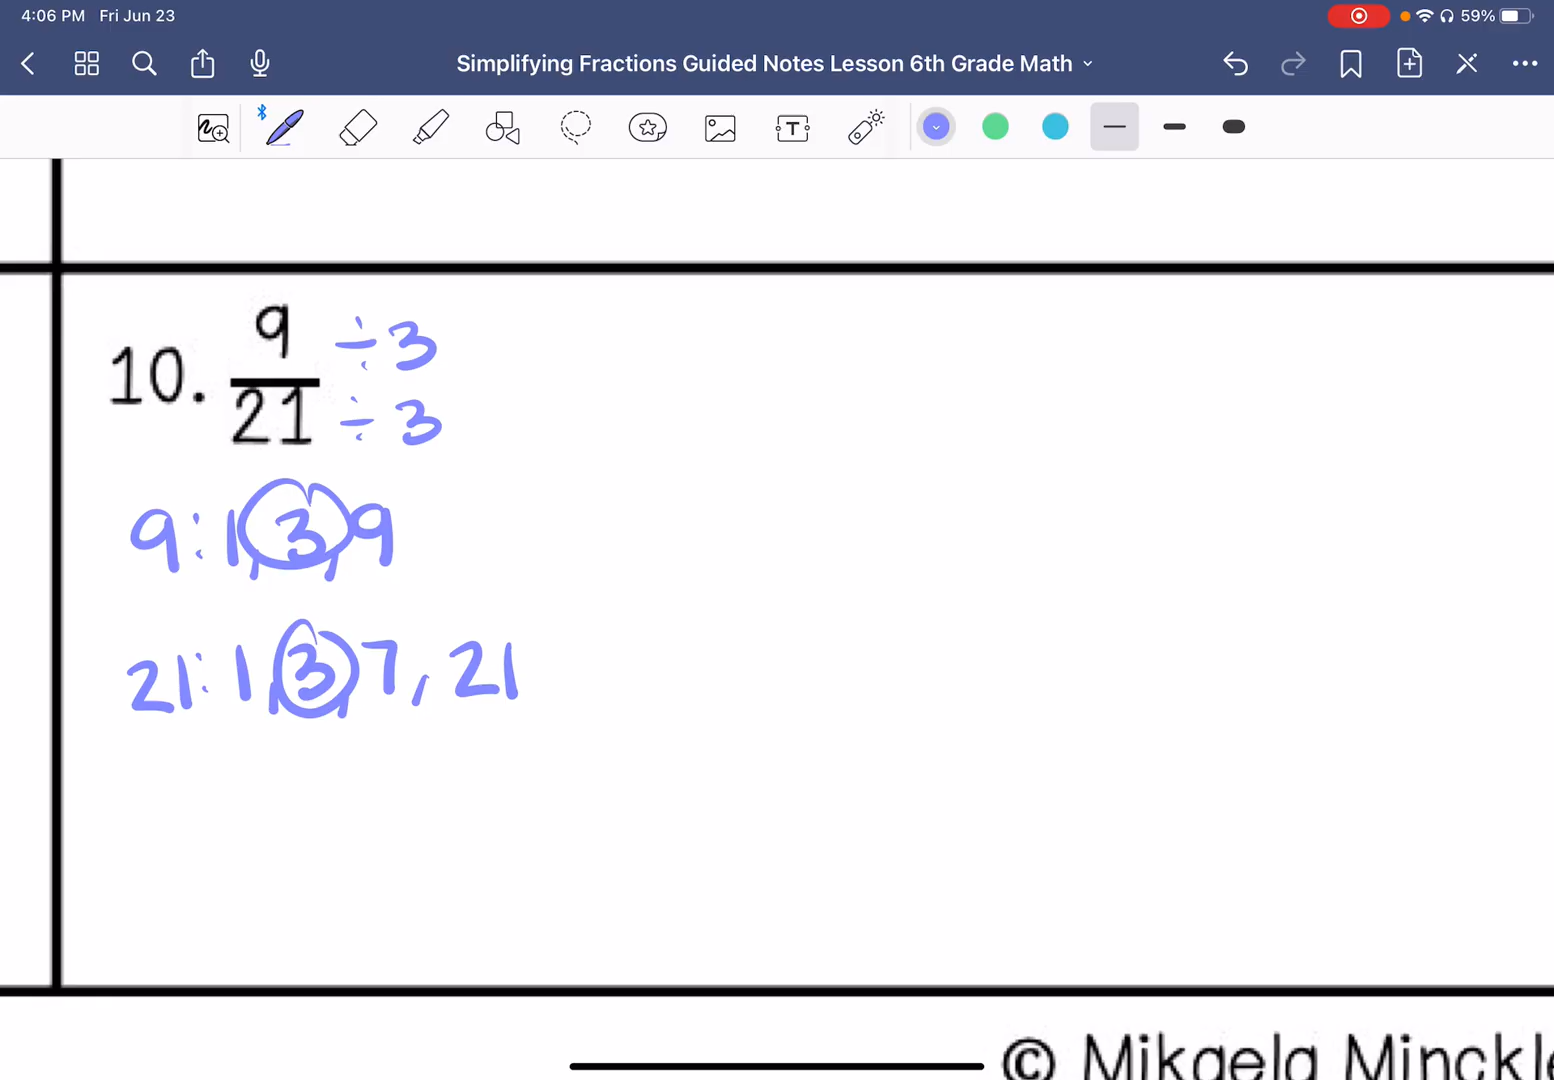 4:06 PM Fri Jun 23
59%
Simplifying Fractions Guided Notes Lesson 6th Grade Math
T
10. 9/21 ÷3 ÷3
9: 1, 3, 9
21: 1, 3, 7, 21
© Mikaela Minckle